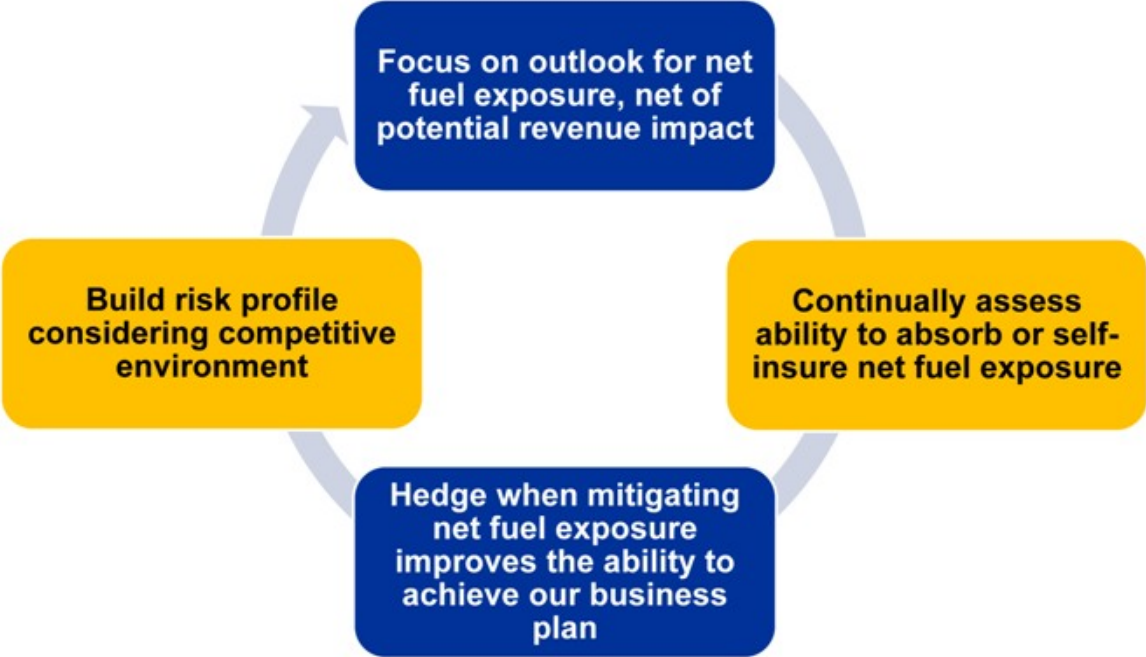 Focus on outlook for net
fuel exposure, net of
potential revenue impact
Continually assess
ability to absorb or self-
insure net fuel exposure
Hedge when mitigating
net fuel exposure
improves the ability to
achieve our business
plan
Build risk profile
considering competitive
environment